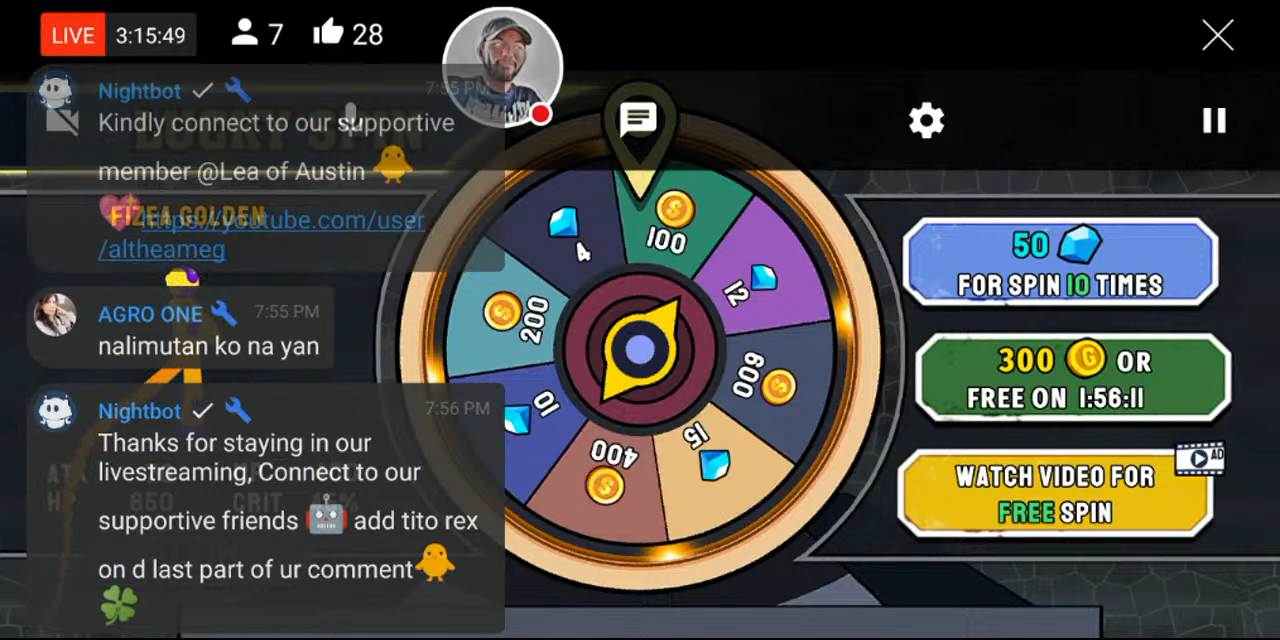 LIVE 3:15:49 7 28
Nightbot 7:55 PM
LUCKY SPIN
Kindly connect to our supportive
member @Lea of Austin
FIZEA GOLDEN
https://youtube.com/user
/altheameg
AGRO ONE 7:55 PM
nalimutan ko na yan
Nightbot 7:56 PM
Thanks for staying in our
livestreaming, Connect to our
850 CRIT.
supportive friends add tito rex
on d last part of ur comment
4
100
12
600
15
400
10
200
50
FOR SPIN 10 TIMES
300 G OR
FREE ON 1:56:11
AD
WATCH VIDEO FOR
FREE SPIN